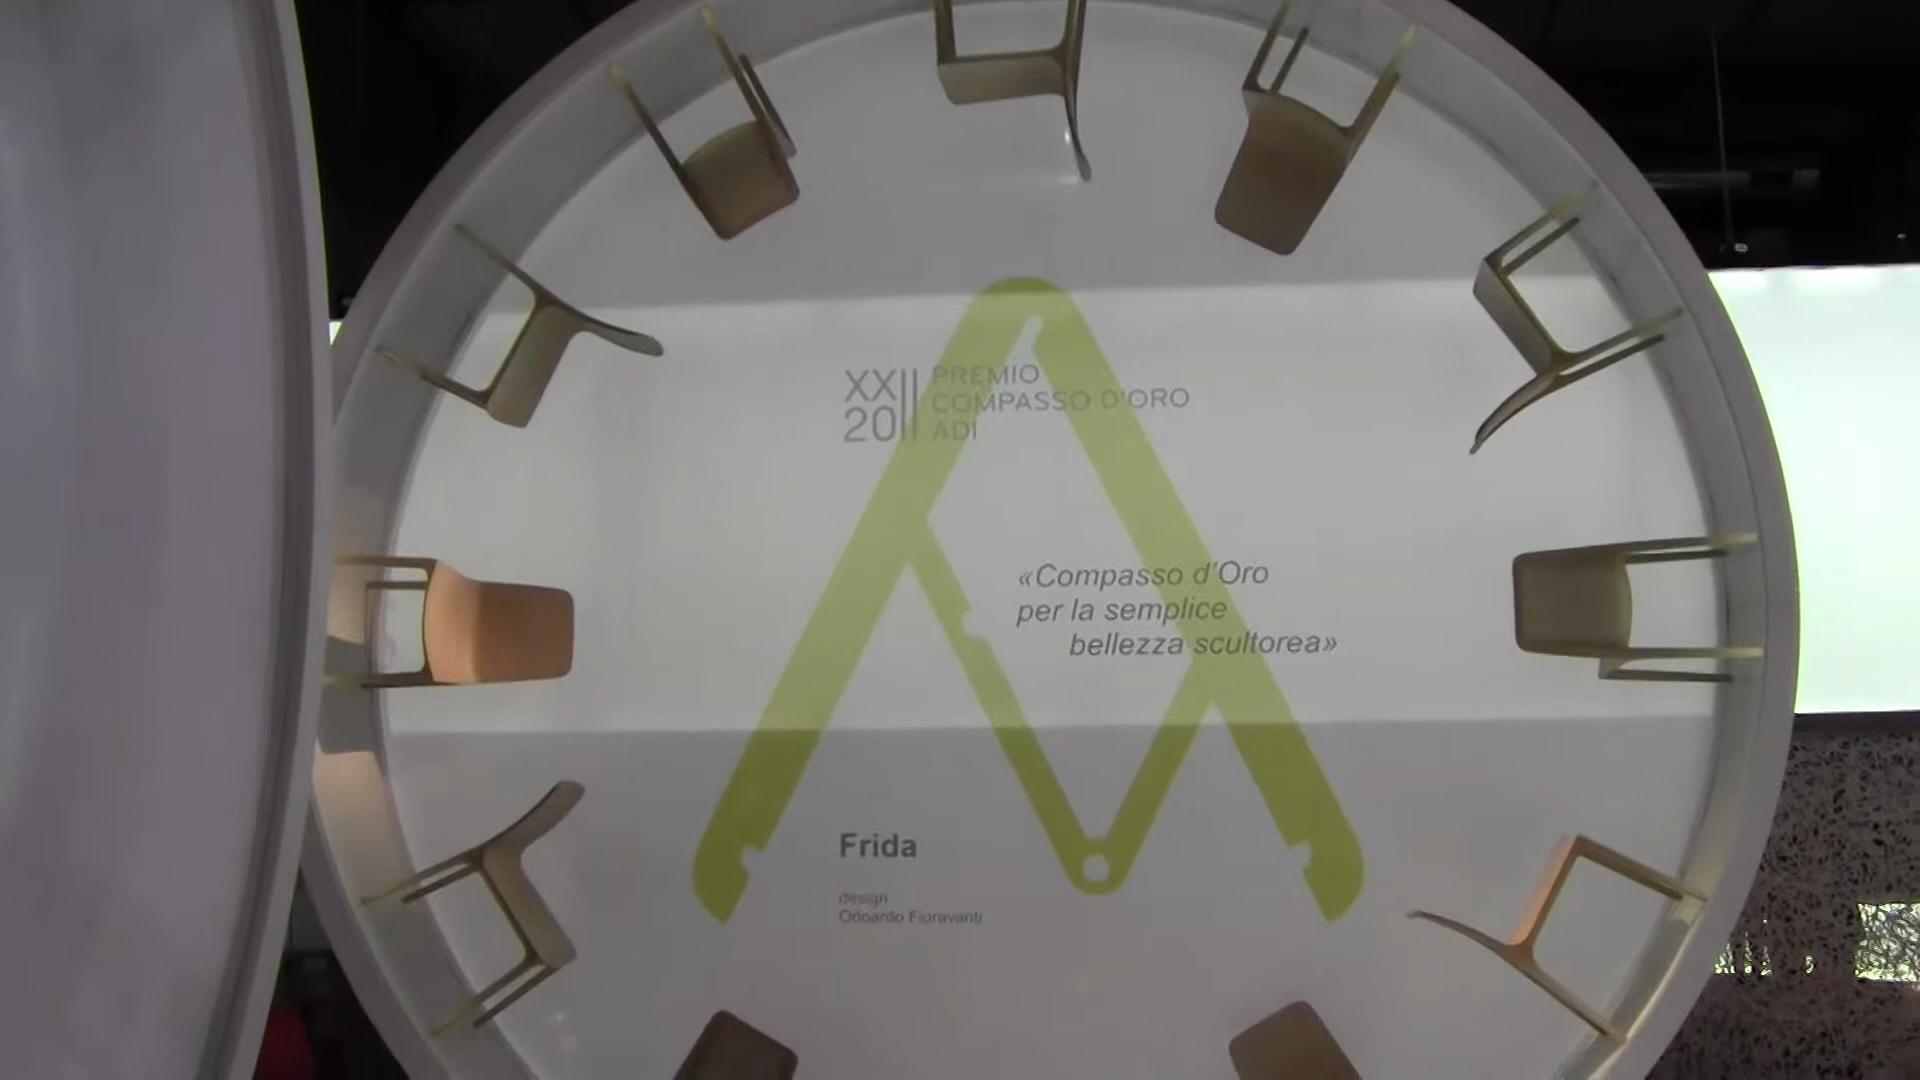 XXII PREMIO
COMPASSO D'ORO
2011 ADI
«Compasso d'Oro
per la semplice
bellezza scultorea»
Frida
design
Odoardo Fioravanti